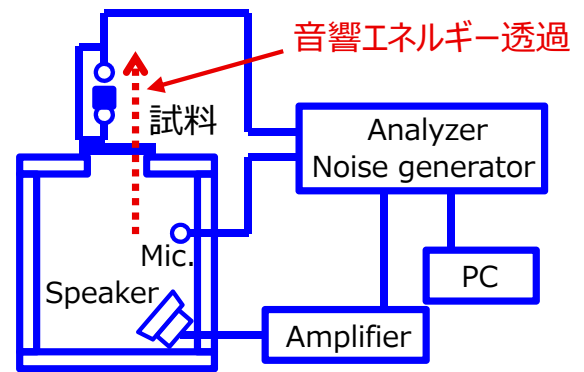 音響エネルギー透過
試料
Analyzer
Noise generator
Mic.
Speaker
PC
Amplifier